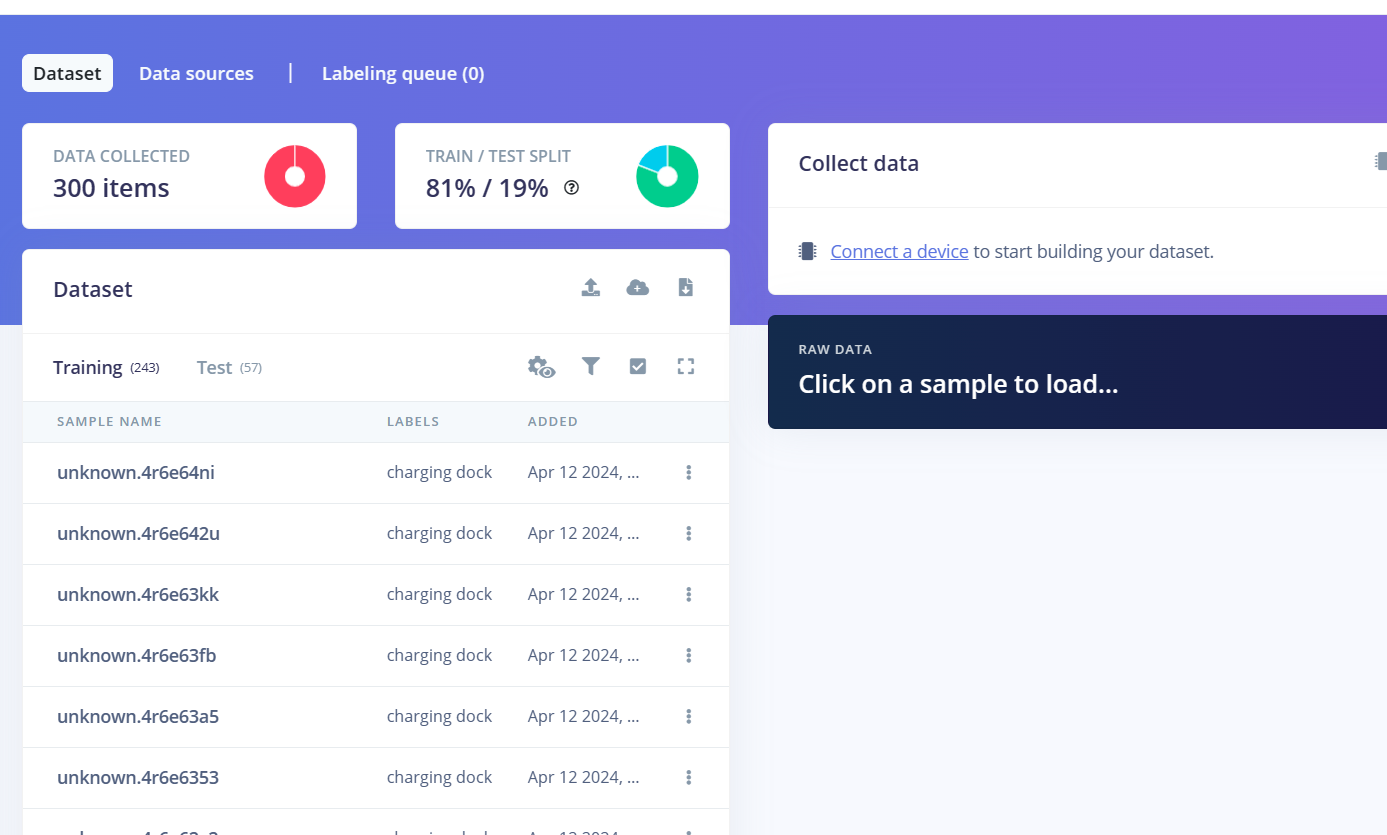 Dataset Data sources | Labeling queue (0)
DATA COLLECTED
300 items
TRAIN / TEST SPLIT
81% / 19%
Collect data
Connect a device to start building your dataset.
RAW DATA
Click on a sample to load...
Dataset
Training (243) Test (57)
SAMPLE NAME LABELS ADDED
unknown.4r6e64ni charging dock Apr 12 2024, ...
unknown.4r6e642u charging dock Apr 12 2024, ...
unknown.4r6e63kk charging dock Apr 12 2024, ...
unknown.4r6e63fb charging dock Apr 12 2024, ...
unknown.4r6e63a5 charging dock Apr 12 2024, ...
unknown.4r6e6353 charging dock Apr 12 2024, ...